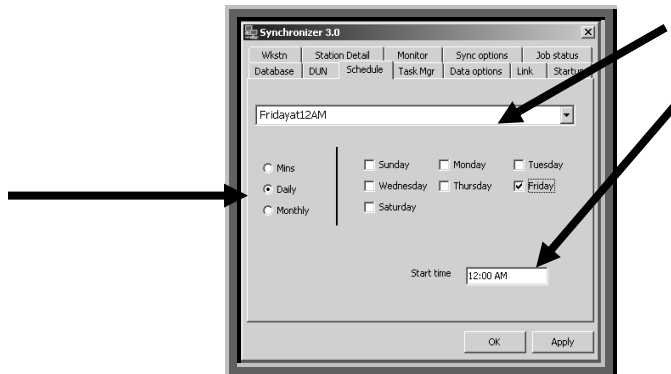 Synchronizer 3.0
Wkstn Station Detail Monitor Sync options Job status
Database DUN Schedule Task Mgr Data options Link Startup
Fridayat12AM
Mins
Daily
Monthly
Sunday Monday Tuesday
Wednesday Thursday Friday
Saturday
Start time 12:00 AM
OK Apply